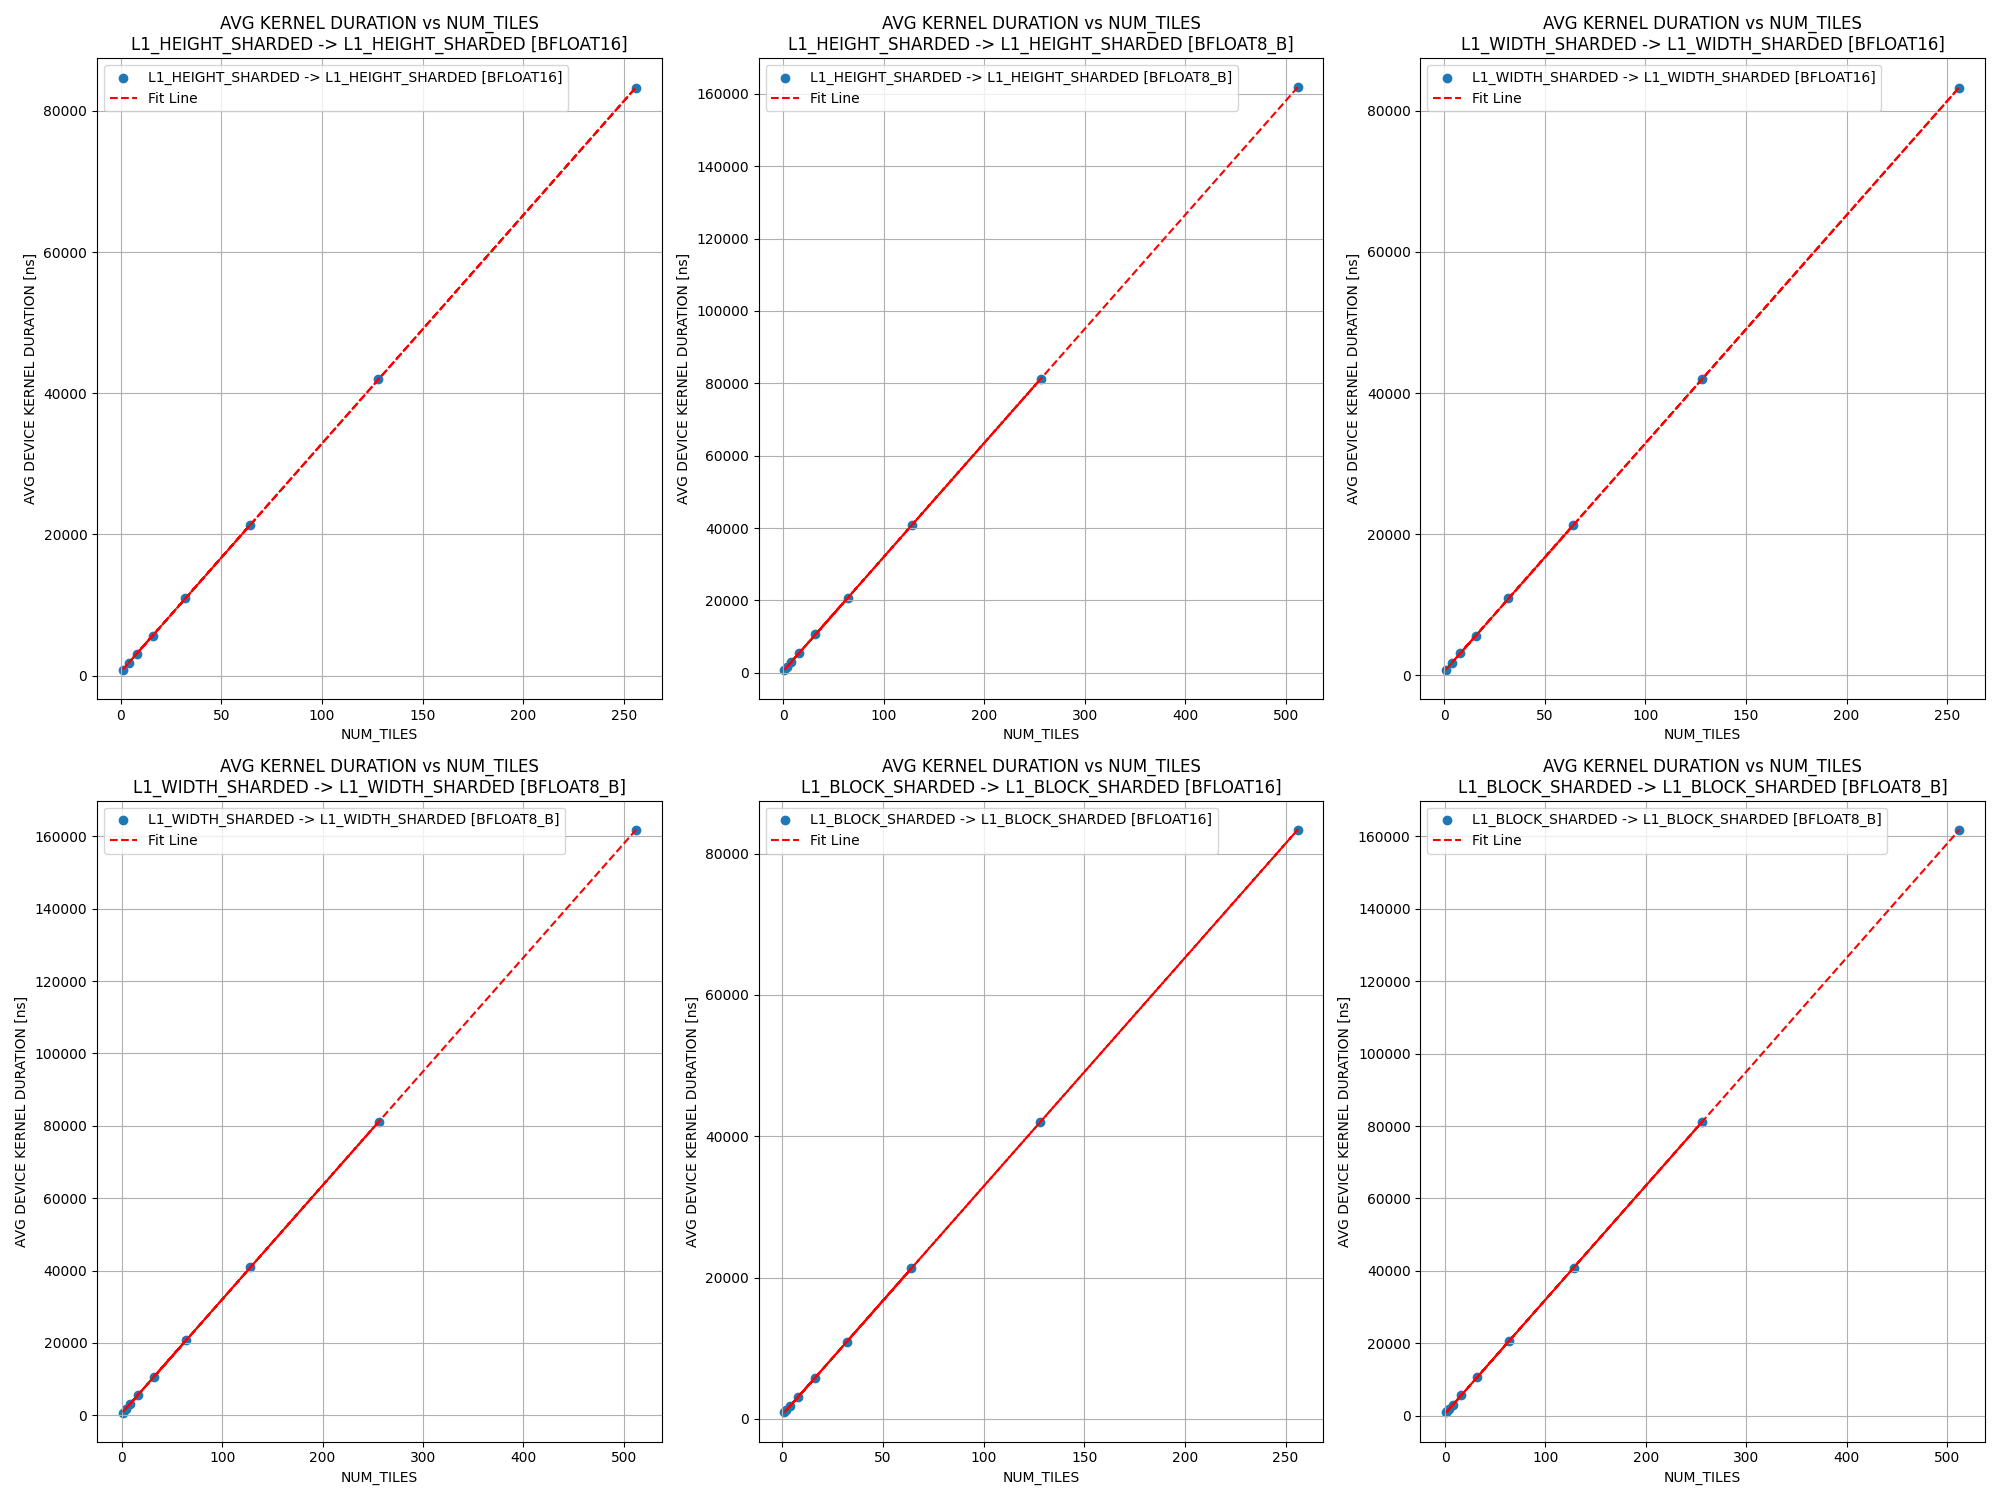 AVG KERNEL DURATION vs NUM_TILES
L1_HEIGHT_SHARDED -> L1_HEIGHT_SHARDED [BFLOAT16]
L1_HEIGHT_SHARDED -> L1_HEIGHT_SHARDED [BFLOAT16]
Fit Line
AVG DEVICE KERNEL DURATION [ns]
80000
60000
40000
20000
0
0 50 100 150 200 250
NUM_TILES
AVG KERNEL DURATION vs NUM_TILES
L1_HEIGHT_SHARDED -> L1_HEIGHT_SHARDED [BFLOAT8_B]
L1_HEIGHT_SHARDED -> L1_HEIGHT_SHARDED [BFLOAT8_B]
Fit Line
AVG DEVICE KERNEL DURATION [ns]
160000
140000
120000
100000
80000
60000
40000
20000
0
0 100 200 300 400 500
NUM_TILES
AVG KERNEL DURATION vs NUM_TILES
L1_WIDTH_SHARDED -> L1_WIDTH_SHARDED [BFLOAT16]
L1_WIDTH_SHARDED -> L1_WIDTH_SHARDED [BFLOAT16]
Fit Line
AVG DEVICE KERNEL DURATION [ns]
80000
60000
40000
20000
0
0 50 100 150 200 250
NUM_TILES
AVG KERNEL DURATION vs NUM_TILES
L1_WIDTH_SHARDED -> L1_WIDTH_SHARDED [BFLOAT8_B]
L1_WIDTH_SHARDED -> L1_WIDTH_SHARDED [BFLOAT8_B]
Fit Line
AVG DEVICE KERNEL DURATION [ns]
160000
140000
120000
100000
80000
60000
40000
20000
0
0 100 200 300 400 500
NUM_TILES
AVG KERNEL DURATION vs NUM_TILES
L1_BLOCK_SHARDED -> L1_BLOCK_SHARDED [BFLOAT16]
L1_BLOCK_SHARDED -> L1_BLOCK_SHARDED [BFLOAT16]
Fit Line
AVG DEVICE KERNEL DURATION [ns]
80000
60000
40000
20000
0
0 50 100 150 200 250
NUM_TILES
AVG KERNEL DURATION vs NUM_TILES
L1_BLOCK_SHARDED -> L1_BLOCK_SHARDED [BFLOAT8_B]
L1_BLOCK_SHARDED -> L1_BLOCK_SHARDED [BFLOAT8_B]
Fit Line
AVG DEVICE KERNEL DURATION [ns]
160000
140000
120000
100000
80000
60000
40000
20000
0
0 100 200 300 400 500
NUM_TILES